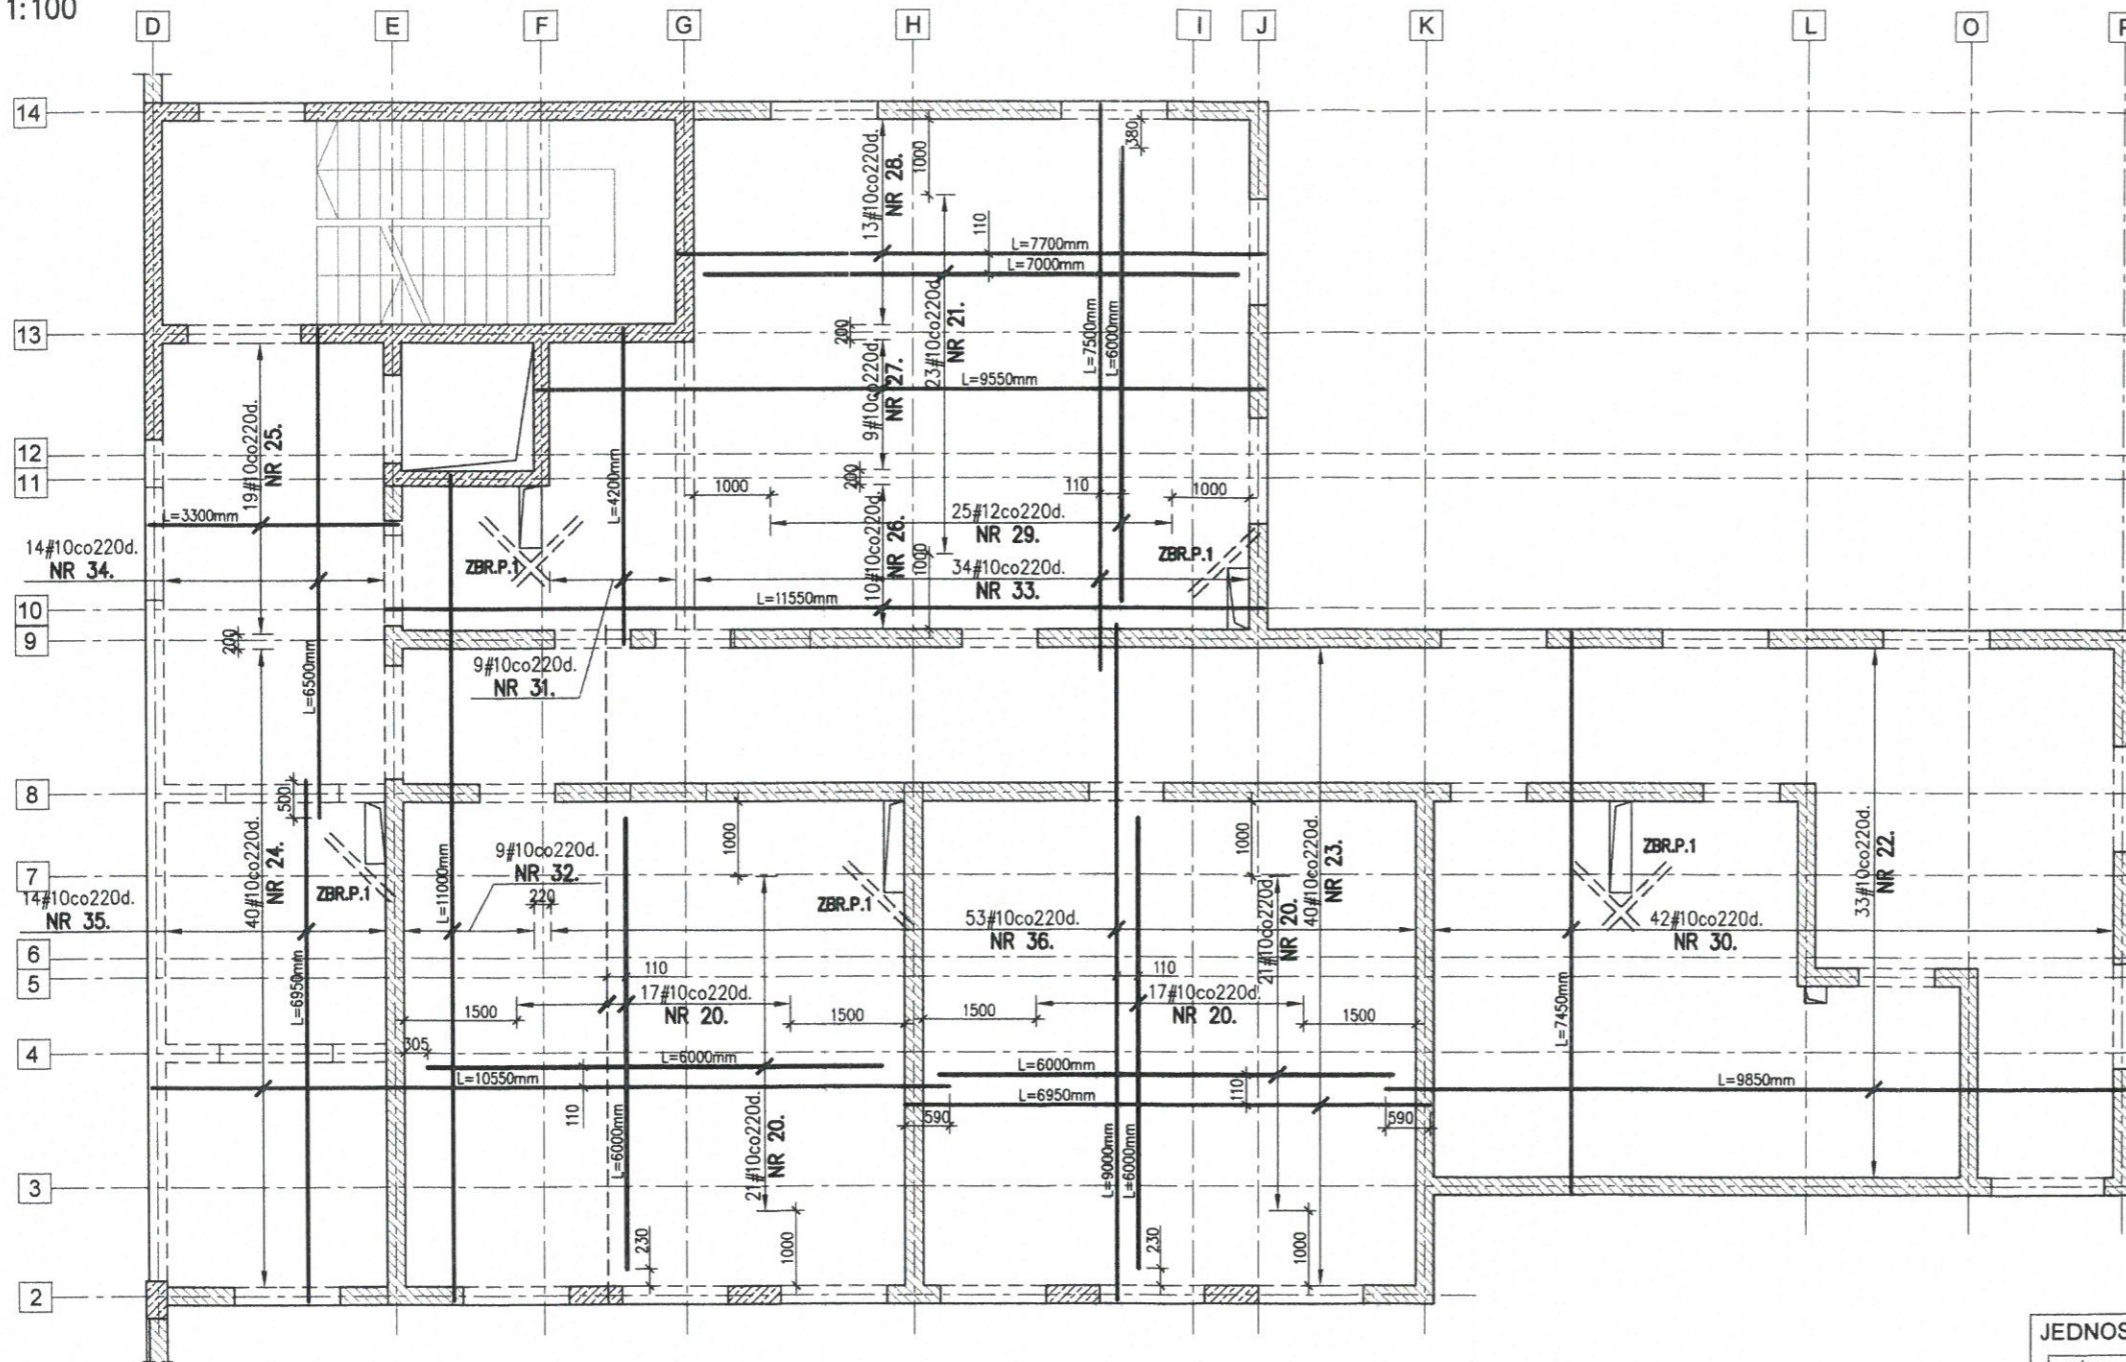 1:100
D
E
F
G
H
I
J
K
L
O
14
13
12
11
10
9
8
7
6
5
4
3
2
13#10co220d.
NR 28.
1000
380
110
L=7700mm
L=7000mm
23#10co220d.
NR 21.
200
L=7500mm
L=6000mm
9#10co220d.
NR 27.
L=9550mm
19#10co220d.
NR 25.
L=4200mm
200
1000
110
1000
L=3300mm
25#12co220d.
NR 29.
10#10co220d.
NR 26.
1000
14#10co220d.
NR 34.
ZBR.P.1
ZBR.P.1
34#10co220d.
NR 33.
L=11550mm
200
9#10co220d.
NR 31.
L=6500mm
500
40#10co220d.
NR 24.
L=11000mm
9#10co220d.
NR 32.
220
1000
1000
40#10co220d.
NR 23.
ZBR.P.1
33#10co220d.
NR 22.
14#10co220d.
NR 35.
ZBR.P.1
ZBR.P.1
53#10co220d.
NR 36.
21#10co220d.
NR 20.
42#10co220d.
NR 30.
L=6950mm
110
110
17#10co220d.
NR 20.
17#10co220d.
NR 20.
1500
1500
1500
1500
L=7450mm
305
L=6000mm
L=10550mm
L=6000mm
L=6950mm
L=9850mm
110
110
590
590
L=6000mm
21#10co220d.
NR 20.
L=9000mm
L=6000mm
230
1000
230
1000
JEDNOS